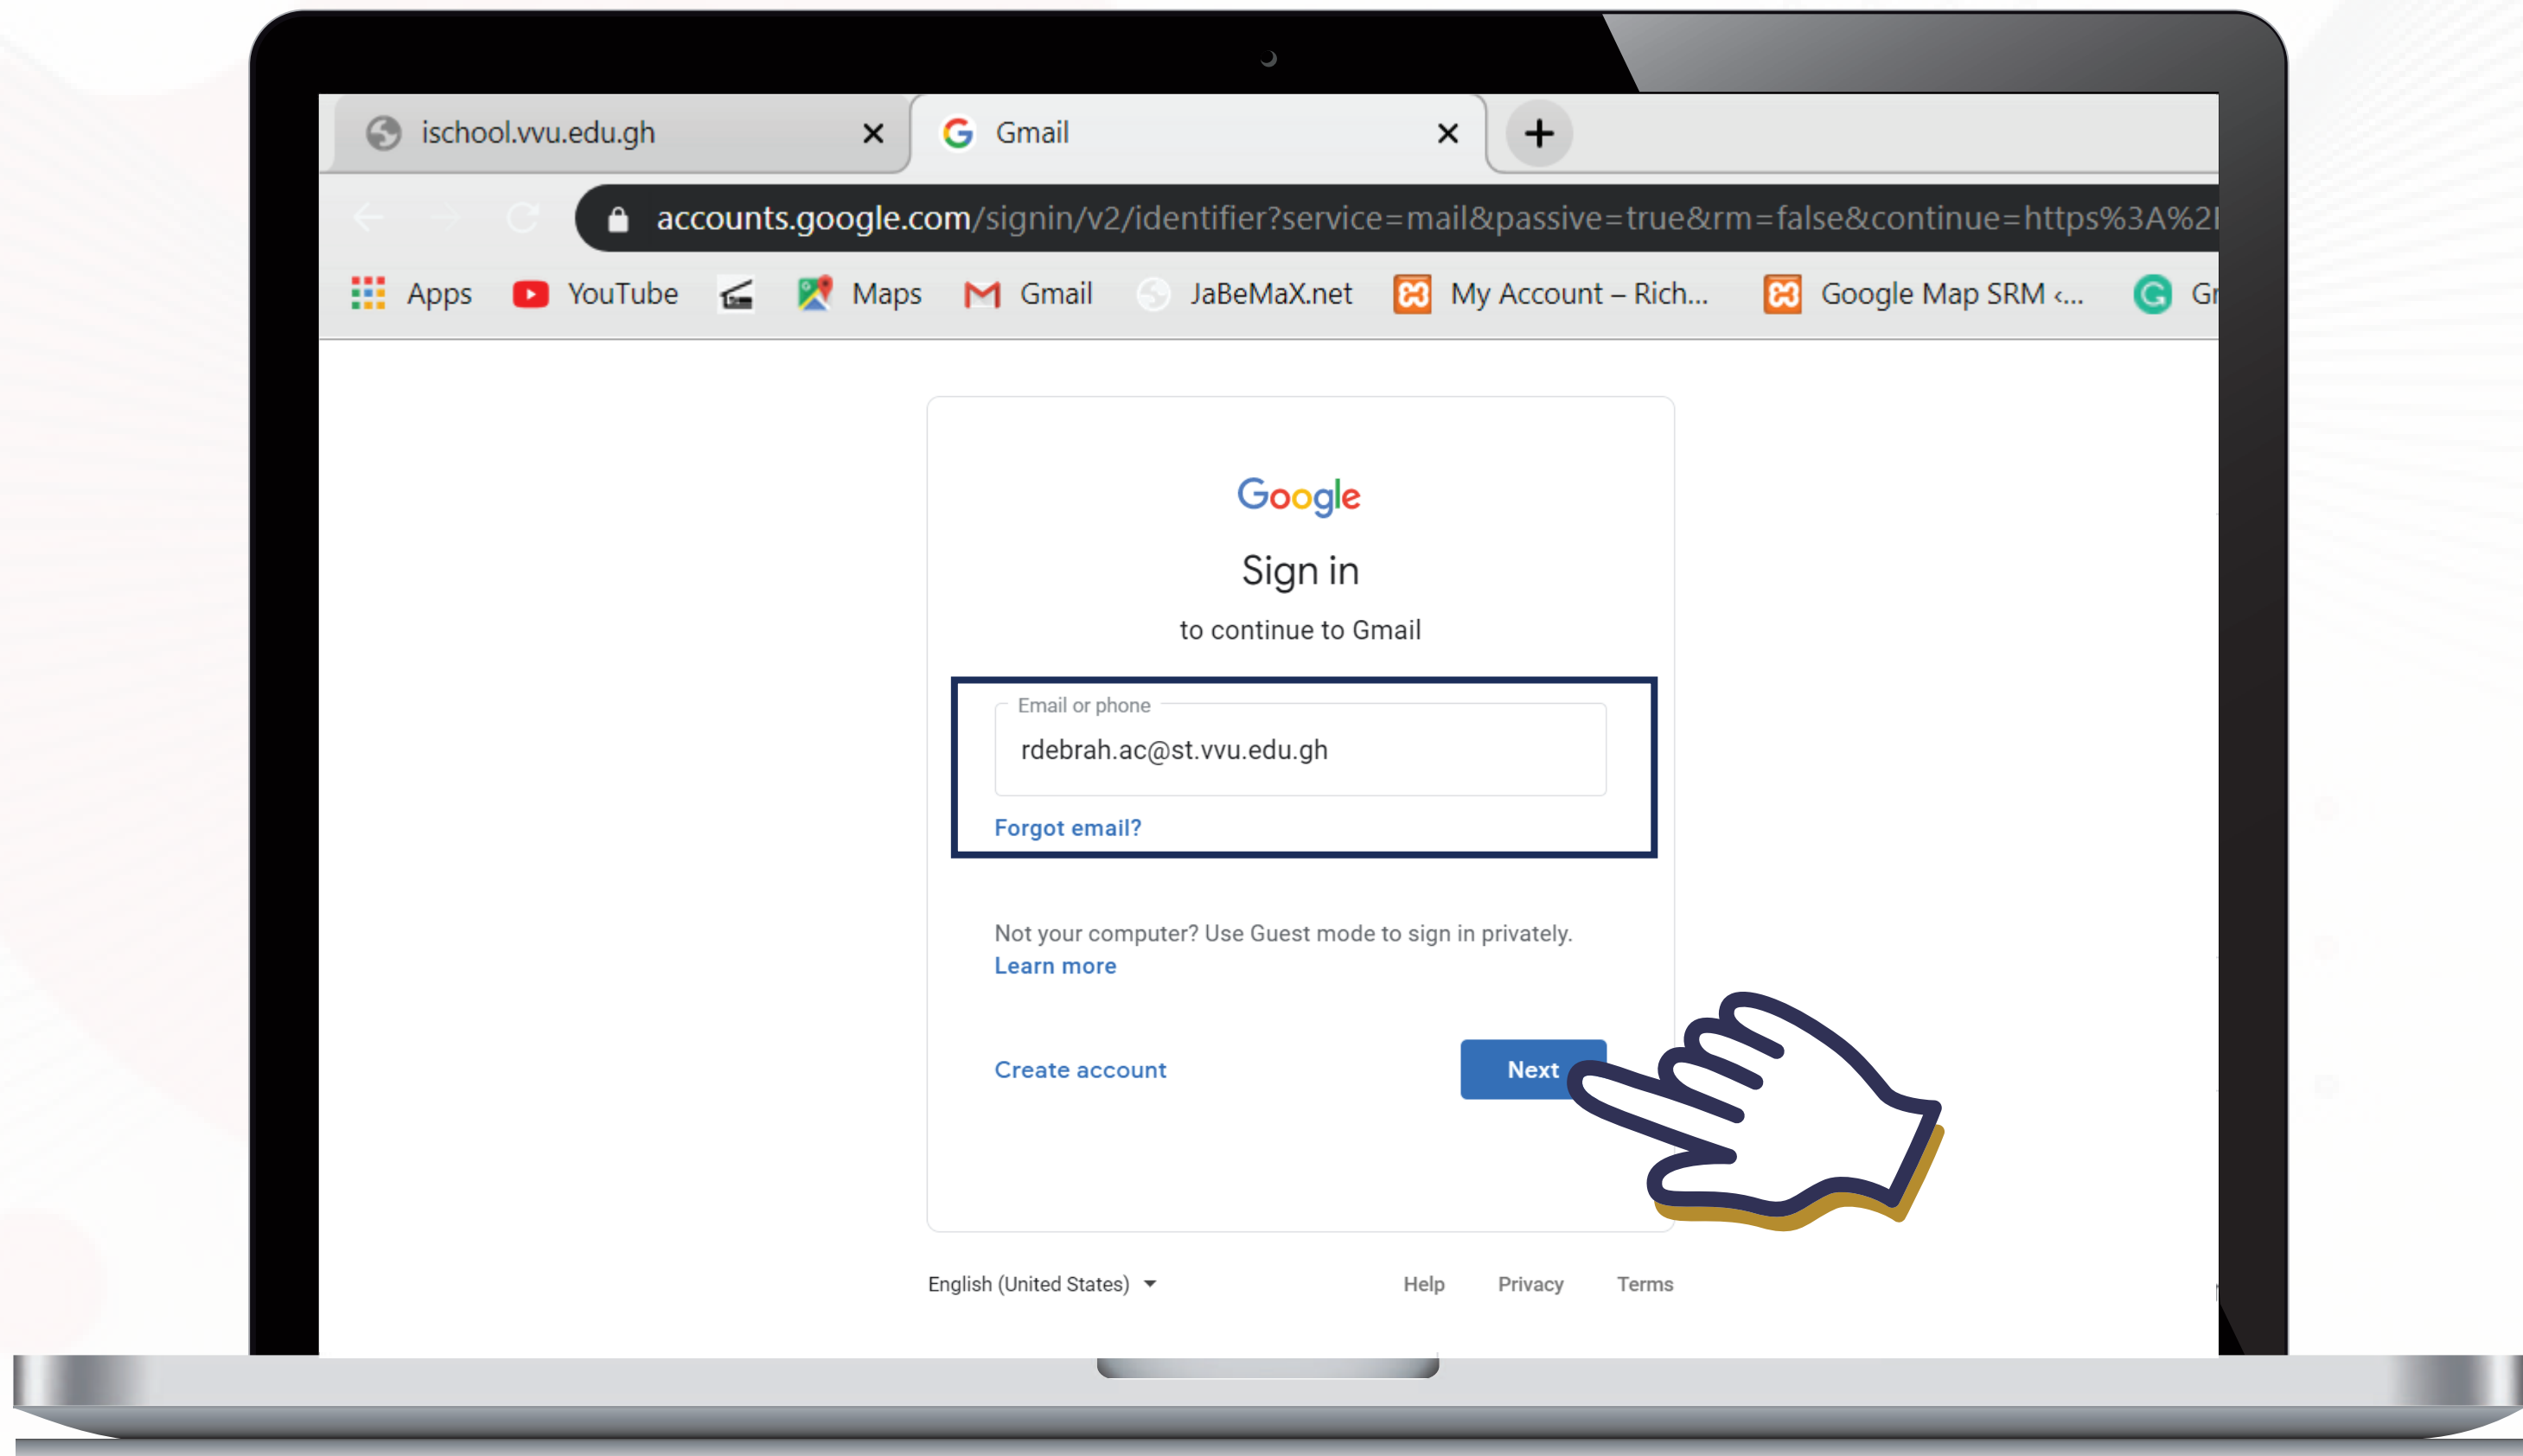 ischool.vvu.edu.gh
Gmail
accounts.google.com/signin/v2/identifier?service=mail&passive=true&rm=false&continue=https%3A%2
Apps YouTube Maps Gmail JaBeMaX.net My Account – Rich... Google Map SRM ‹... Gr
Google
Sign in
to continue to Gmail
Email or phone
rdebrah.ac@st.vvu.edu.gh
Forgot email?
Not your computer? Use Guest mode to sign in privately.
Learn more
Create account Next
English (United States) Help Privacy Terms